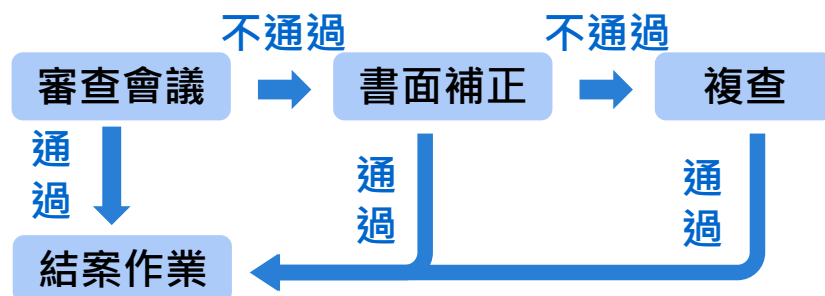 不通過
不通過
審查會議
書面補正
複查
通過
通過
通過
結案作業